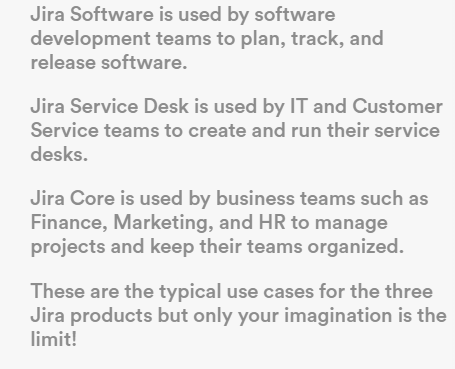 Jira Software is used by software
development teams to plan, track, and
release software.
Jira Service Desk is used by IT and Customer
Service teams to create and run their service
desks.
Jira Core is used by business teams such as
Finance, Marketing, and HR to manage
projects and keep their teams organized.
These are the typical use cases for the three
Jira products but only your imagination is the
limit!